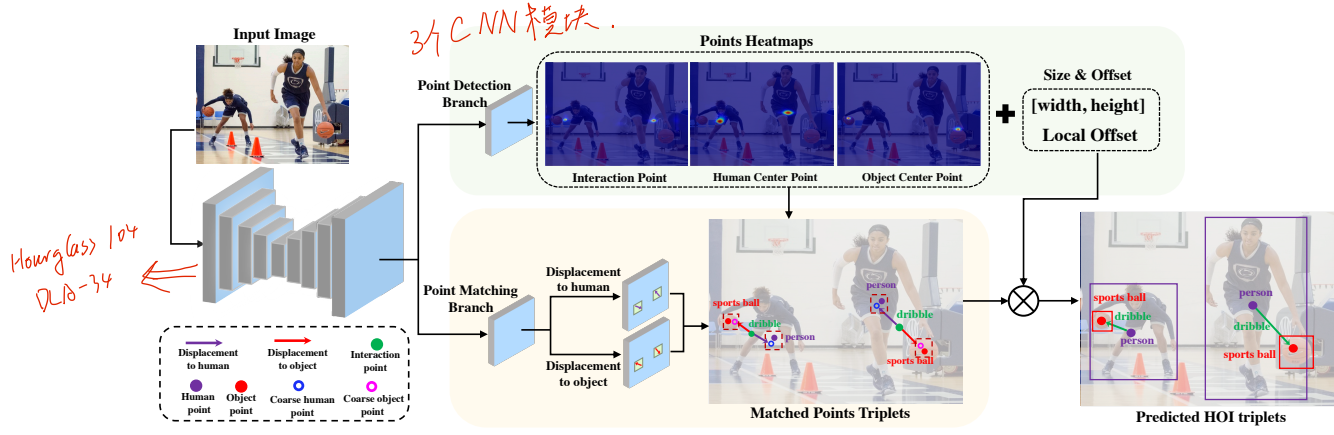 3个CNN模块.
Input Image
Points Heatmaps
Point Detection
Branch
Size & Offset
[width, height]
Local Offset
Interaction Point
Human Center Point
Object Center Point
Hourglass 104
DLA-34
Point Matching
Branch
Displacement
to human
Displacement
to object
sports ball
person
dribble
person
dribble
sports ball
Matched Points Triplets
sports ball
dribble
person
person
dribble
sports ball
Predicted HOI triplets
Displacement
to human
Displacement
to object
Interaction
point
Human
point
Object
point
Coarse human
point
Coarse object
point